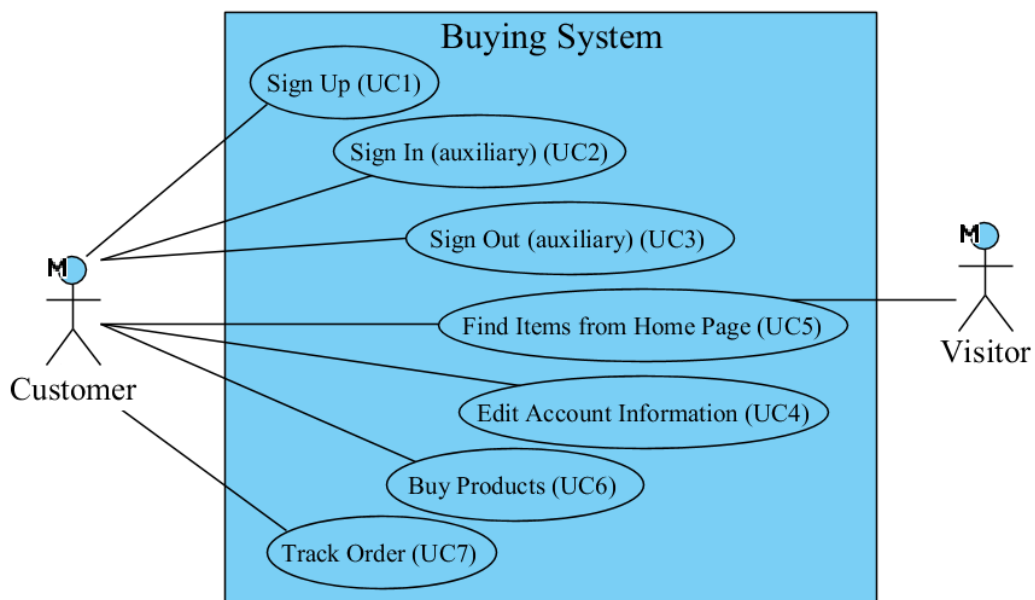 Buying System
Sign Up (UC1)
Sign In (auxiliary) (UC2)
Sign Out (auxiliary) (UC3)
M
M
Find Items from Home Page (UC5)
Visitor
Customer
Edit Account Information (UC4)
Buy Products (UC6)
Track Order (UC7)